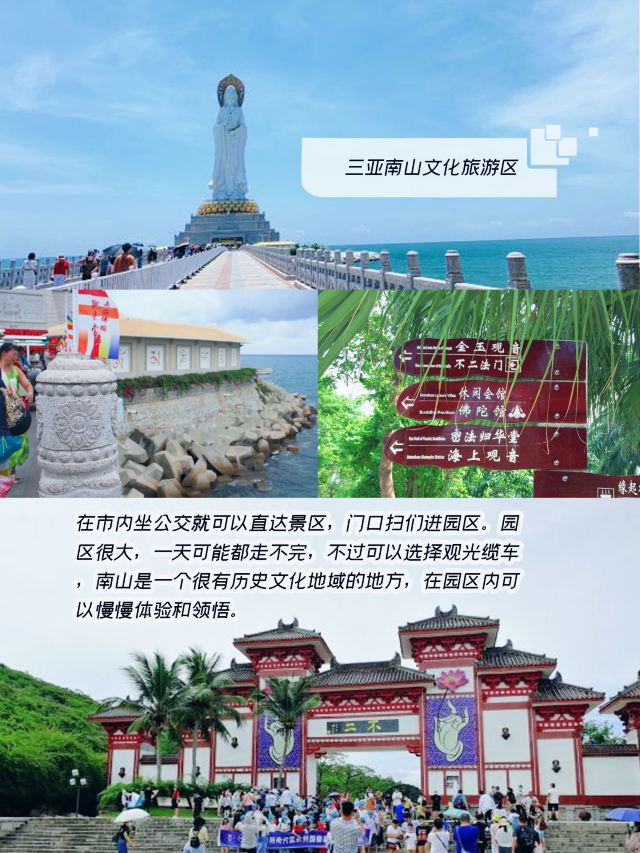 三亚南山文化旅游区
金玉观音
不二法门
休闲会馆
Buddhist Pavilion
佛陀馆
密法归华堂
海上观音
缘起
在市内坐公交就可以直达景区，门口扫们进园区。园
区很大，一天可能都走不完，不过可以选择观光缆车
，南山是一个很有历史文化地域的地方，在园区内可
以慢慢体验和领悟。
不二